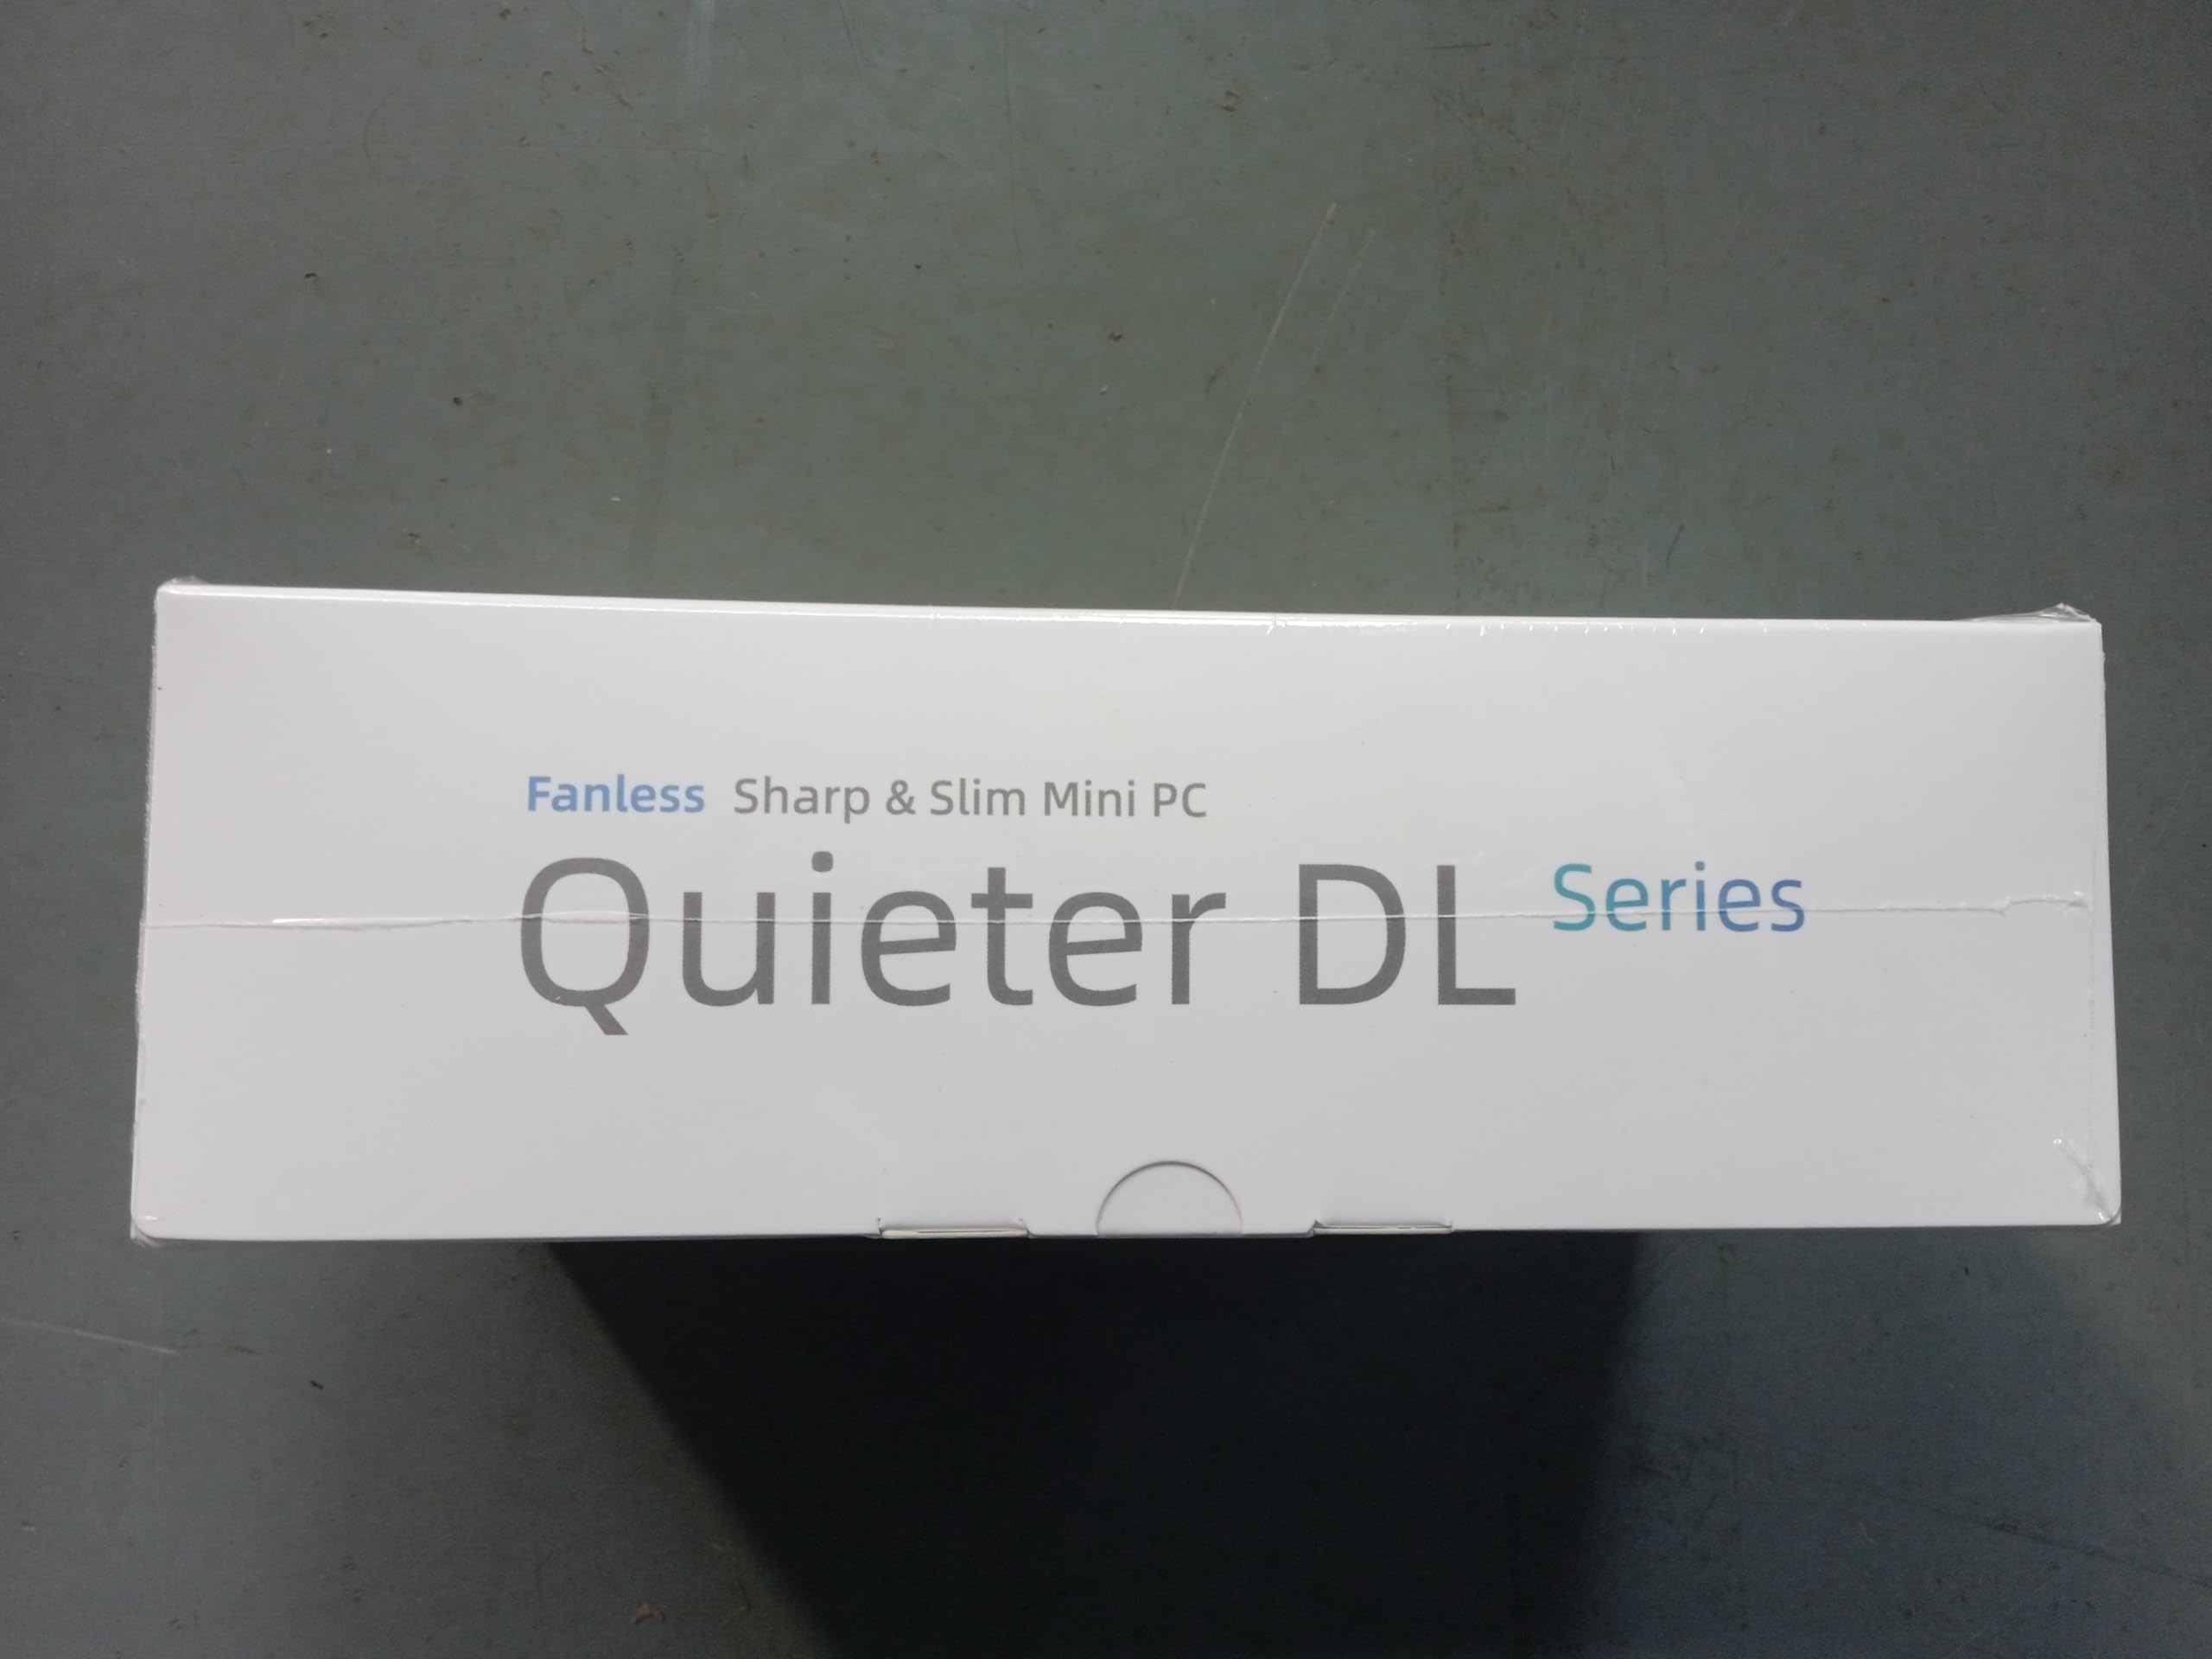 Fanless Sharp & Slim Mini PC
Quieter DL Series